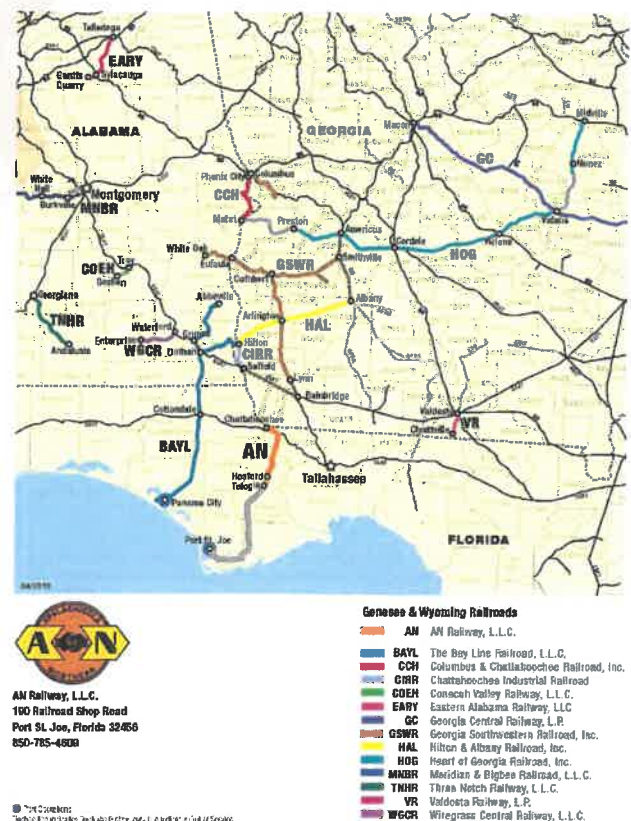 Talladega
EARY
Gantts
Quarry
Sylacauga
ALABAMA
GEORGIA
Macon
Midville
GC
Nunez
Phenix City
Columbus
White
Hall
Montgomery
Burkville
MNBR
CCH
Mahrt
Preston
Americus
Vidalia
Cordele
Helena
HOG
White Oak
Smithville
Eufaula
GSWR
Cuthbert
COEH
Troy
Goshen
Georgiana
TNHR
Andalusia
Abbeville
Albany
Arlington
HAL
Waterford
Enterprise
WGCR
Dothan
Hilton
CIRR
Saffold
Lynn
Bainbridge
Cottondale
Chattahoochee
Valdosta
VR
Clyattville
BAYL
AN
Hosford
Telogia
Tallahassee
Panama City
Port St. Joe
FLORIDA
AN
AN Railway, L.L.C.
190 Railroad Shop Road
Port St. Joe, Florida 32456
850-785-4609
Port Operations
Genesee & Wyoming Railroads
AN AN Railway, L.L.C.
BAYL The Bay Line Railroad, L.L.C.
CCH Columbus & Chattahoochee Railroad, Inc.
CIRR Chattahoochee Industrial Railroad
COEH Conecuh Valley Railway, L.L.C.
EARY Eastern Alabama Railway, LLC
GC Georgia Central Railway, L.P.
GSWR Georgia Southwestern Railroad, Inc.
HAL Hilton & Albany Railroad, Inc.
HOG Heart of Georgia Railroad, Inc.
MNBR Meridian & Bigbee Railroad, L.L.C.
TNHR Three Notch Railway, L.L.C.
VR Valdosta Railway, L.P.
WGCR Wiregrass Central Railway, L.L.C.